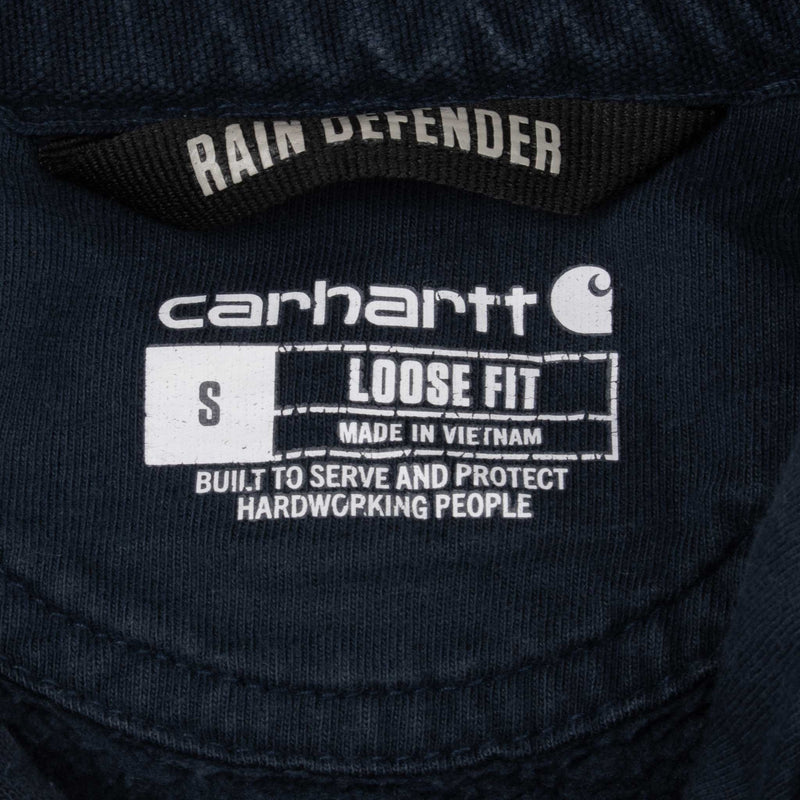 RAIN DEFENDER
carhartt
S
LOOSE FIT
MADE IN VIETNAM
BUILT TO SERVE AND PROTECT
HARDWORKING PEOPLE